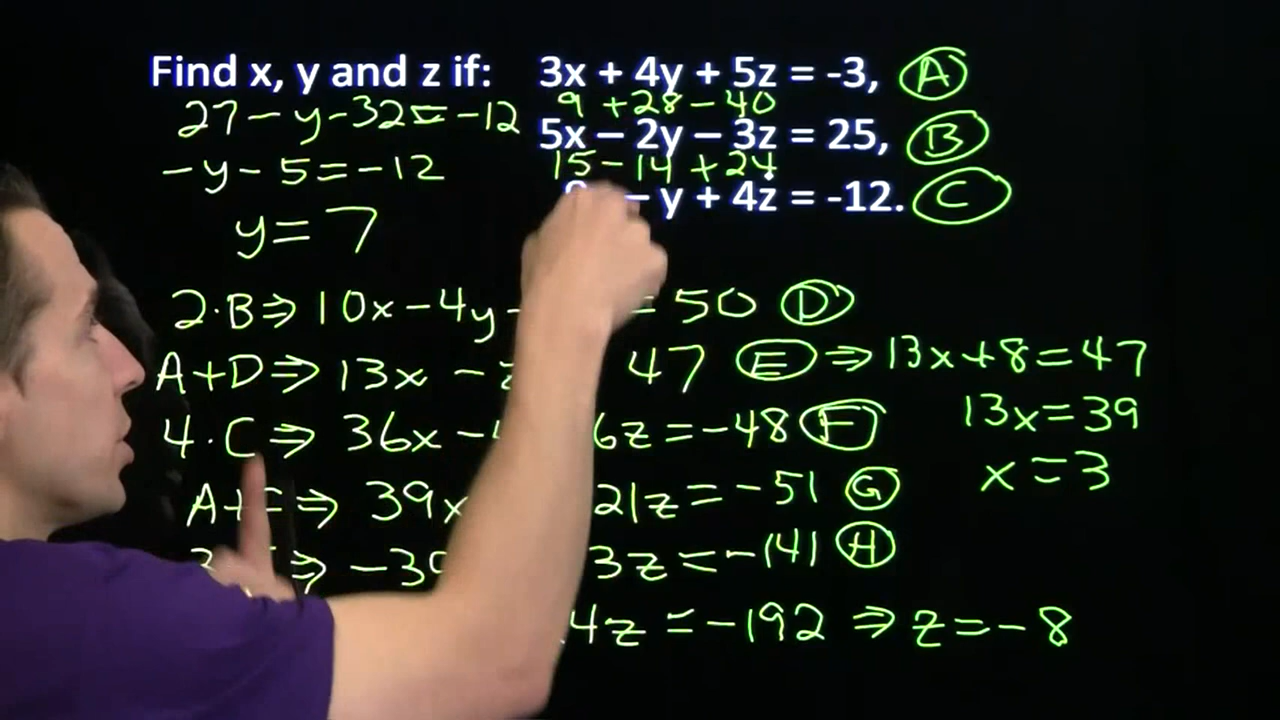 Find x, y and z if: 3x + 4y + 5z = -3, A
27 - y - 32 = -12 9 + 28 - 40
5x – 2y – 3z = 25, B
- y - 5 = -12 15 - 14 + 24
– y + 4z = -12. C
y = 7
2·B ⇒ 10x - 4y - = 50 D
A+D ⇒ 13x - z 47 E ⇒ 13x + 8 = 47
13x = 39
4·C ⇒ 36x - 6z = -48 F
x = 3
A+F ⇒ 39x 21z = -51 G
⇒ -39 3z = -141 H
4z = -192 ⇒ z = -8